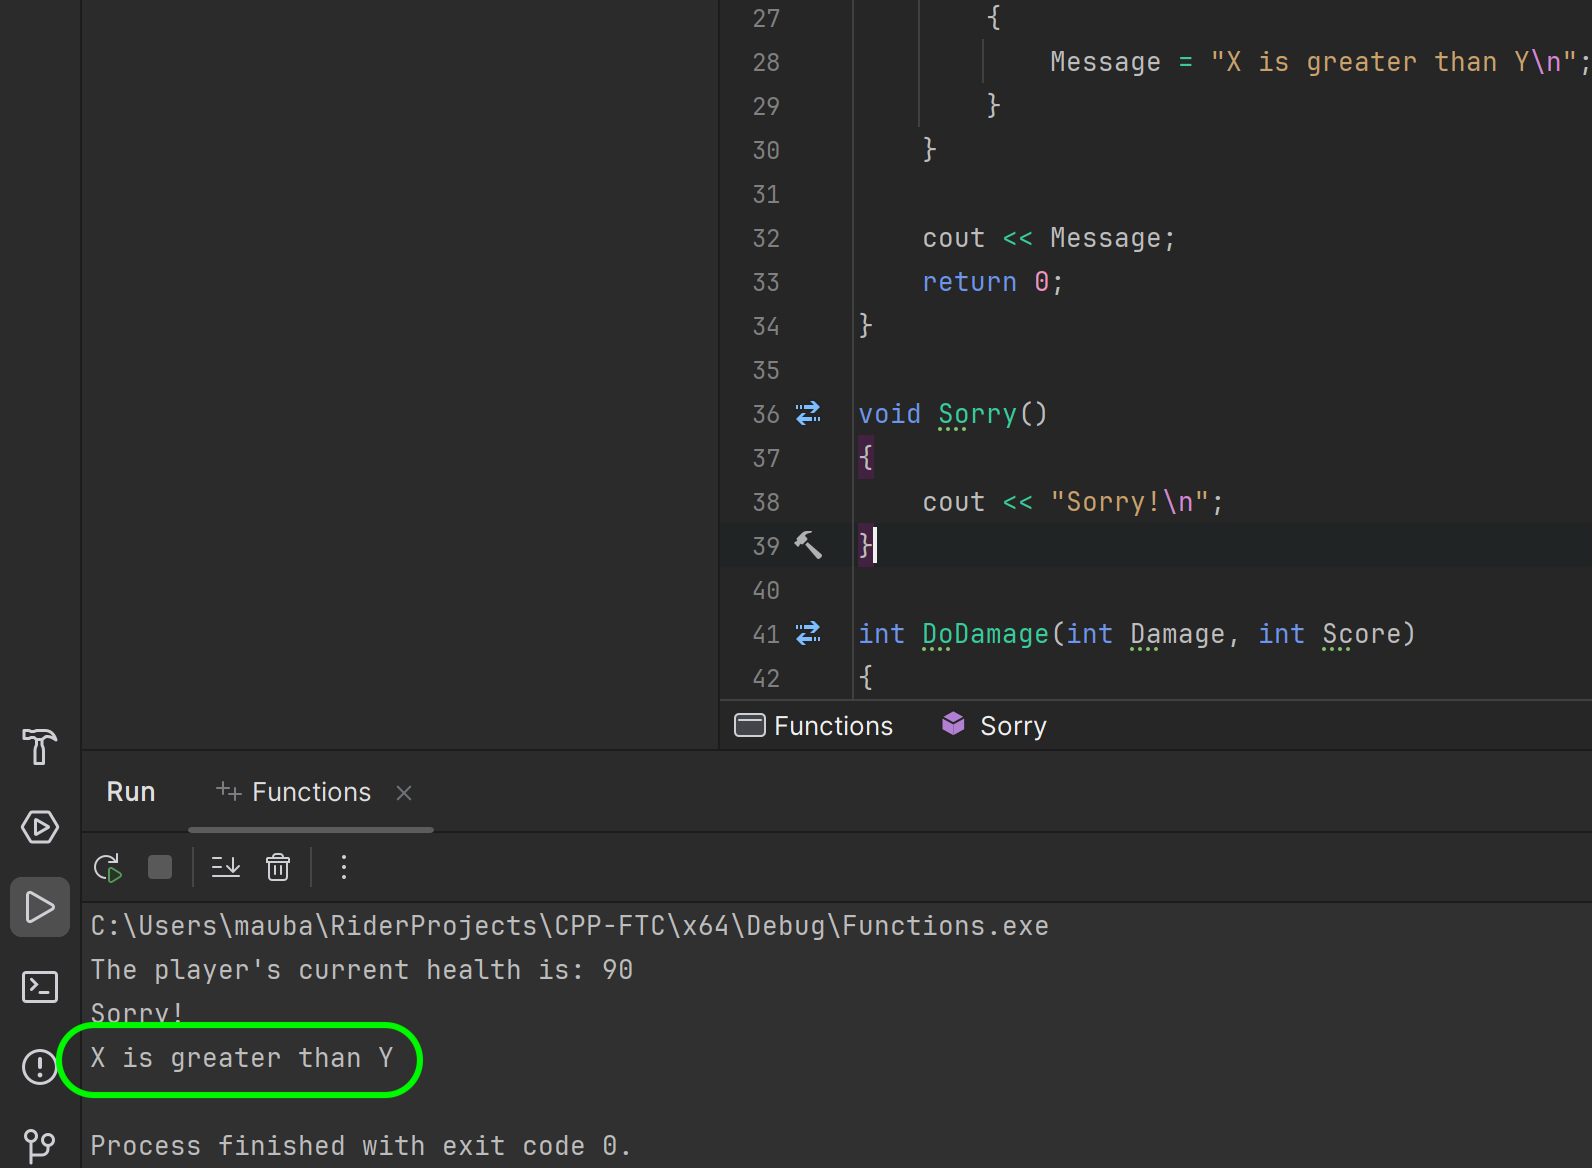 27 {
28 Message = "X is greater than Y\n";
29 }
30 }
31
32 cout << Message;
33 return 0;
34 }
35
36 void Sorry()
37 {
38 cout << "Sorry!\n";
39 }
40
41 int DoDamage(int Damage, int Score)
42 {
Functions Sorry
Run Functions
C:\Users\mauba\RiderProjects\CPP-FTC\x64\Debug\Functions.exe
The player's current health is: 90
Sorry!
X is greater than Y
Process finished with exit code 0.